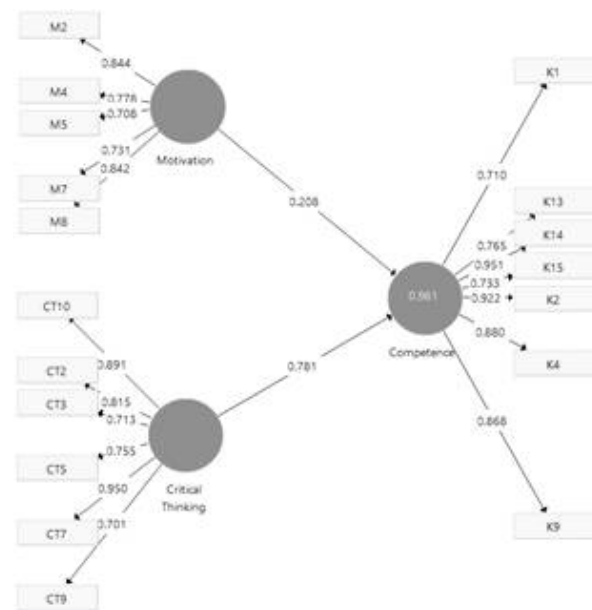 M2
0.844
M4
0.778
M5
0.708
M7
0.731
M8
0.842
Motivation
0.208
CT10
0.891
CT2
0.815
CT3
0.713
CT5
0.755
CT7
0.950
CT9
0.701
Critical
Thinking
0.781
Competence
K1
0.710
K13
0.765
K14
0.951
K15
0.733
K2
0.922
K4
0.880
K9
0.868